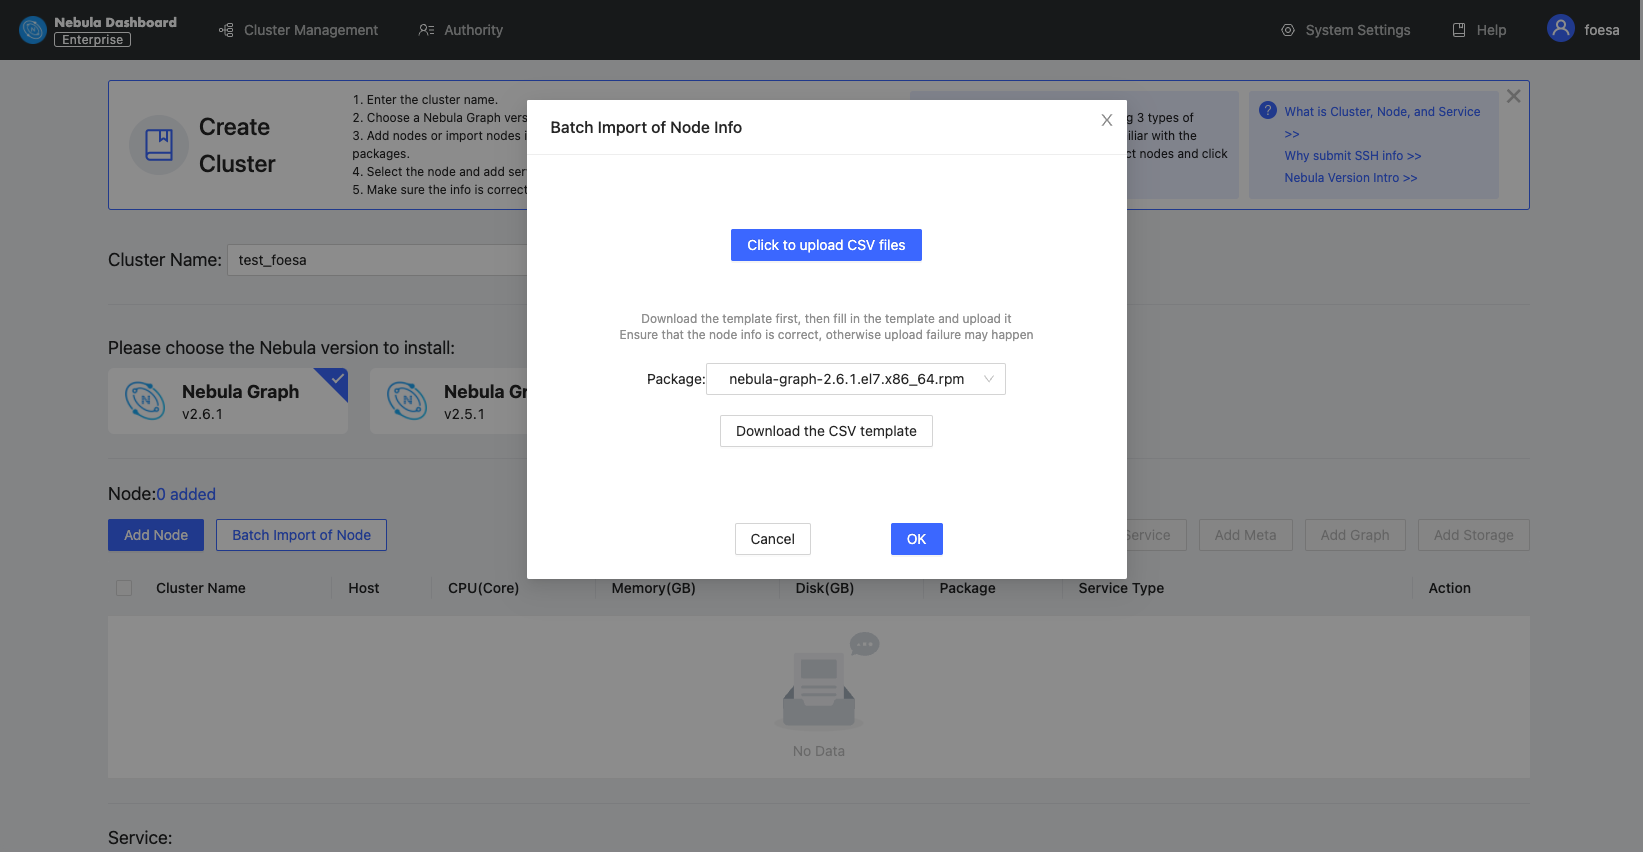 Nebula Dashboard
Enterprise
Cluster Management
Authority
System Settings
Help
foesa
Create
Cluster
1. Enter the cluster name.
2. Choose a Nebula Graph
3. Add nodes or import nodes
packages.
4. Select the node and add
5. Make sure the info is correct
3 types of
with the
nodes and click
? What is Cluster, Node, and Service
>>
Why submit SSH info >>
Nebula Version Intro >>
Batch Import of Node Info
Click to upload CSV files
Download the template first, then fill in the template and upload it
Ensure that the node info is correct, otherwise upload failure may happen
Package: nebula-graph-2.6.1.el7.x86_64.rpm
Download the CSV template
Cancel
OK
Cluster Name: test_foesa
Please choose the Nebula version to install:
Nebula Graph
v2.6.1
Nebula
v2.5.1
Node:0 added
Add Node
Batch Import of Node
Service
Add Meta
Add Graph
Add Storage
Cluster Name
Host
CPU(Core)
Memory(GB)
Disk(GB)
Package
Service Type
Action
No Data
Service: